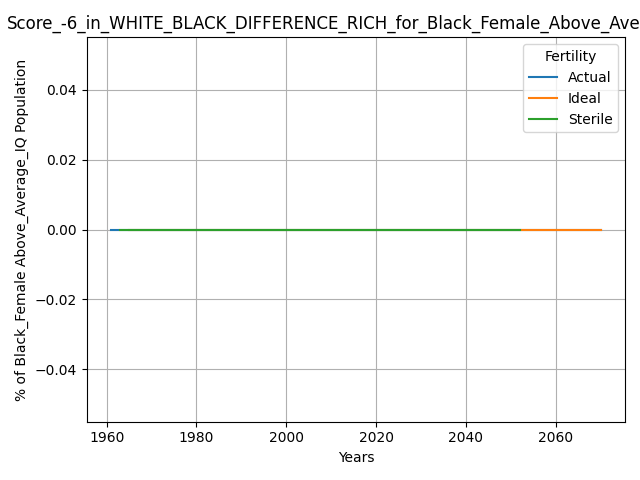 Score_-6_in_WHITE_BLACK_DIFFERENCE_RICH_for_Black_Female_Above_Ave
% of Black_Female Above_Average_IQ Population
Fertility
Actual
Ideal
Sterile
0.04
0.02
0.00
−0.02
−0.04
1960 1980 2000 2020 2040 2060
Years